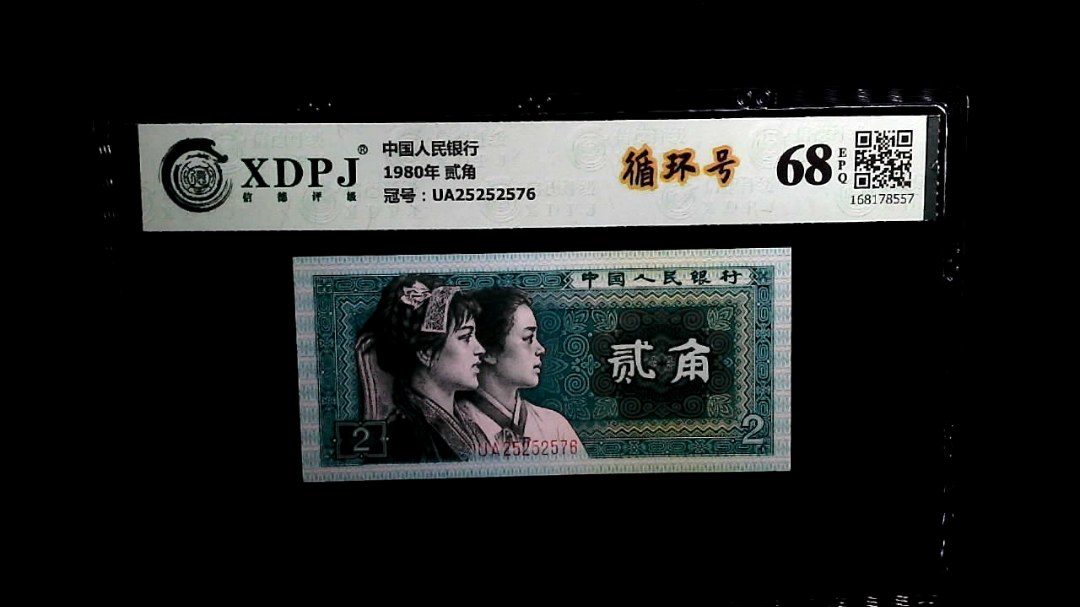 XDPJ®
信德评级
中国人民银行
1980年 贰角
冠号：UA25252576
循环号
68
EPQ
168178557
中国人民银行
贰角
2
2
UA25252576